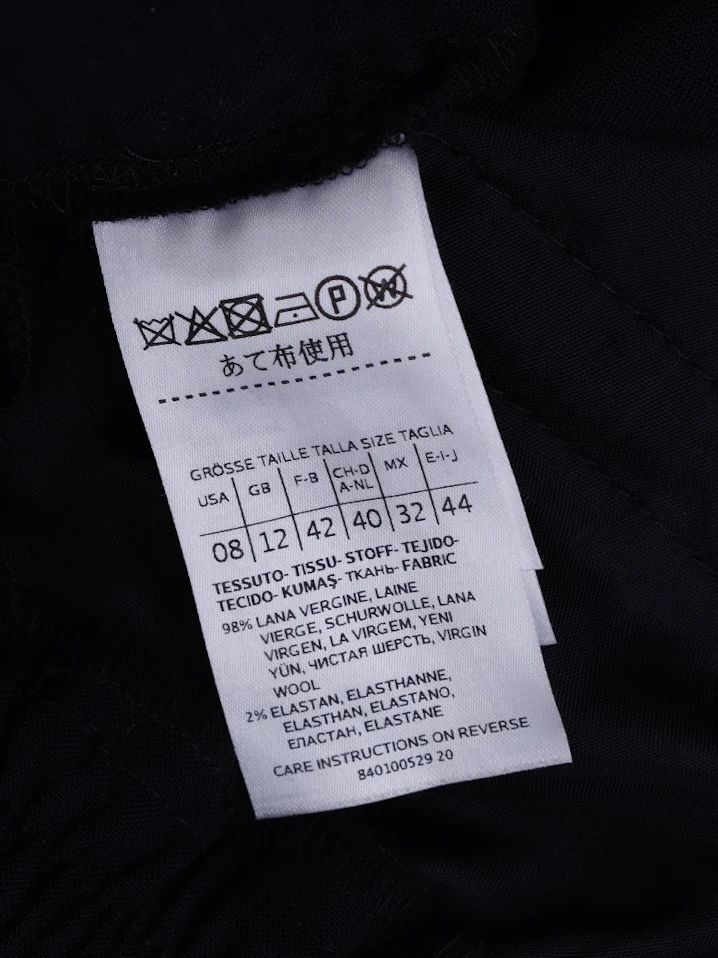 P W
あて布使用
GRÖSSE TAILLE TALLA SIZE TAGLIA
USA GB F-B CH-D A-NL MX E-I-J
08 12 42 40 32 44
TESSUTO- TISSU- STOFF- TEJIDO-
TECIDO- KUMAŞ- ТКАНЬ- FABRIC
98% LANA VERGINE, LAINE
VIERGE, SCHURWOLLE, LANA
VIRGEN, LA VIRGEM, YENI
YÜN, ЧИСТАЯ ШЕРСТЬ, VIRGIN
WOOL
2% ELASTAN, ELASTHANNE,
ELASTHAN, ELASTANO,
ЕПАСТАН, ELASTANE
CARE INSTRUCTIONS ON REVERSE
840100529 20